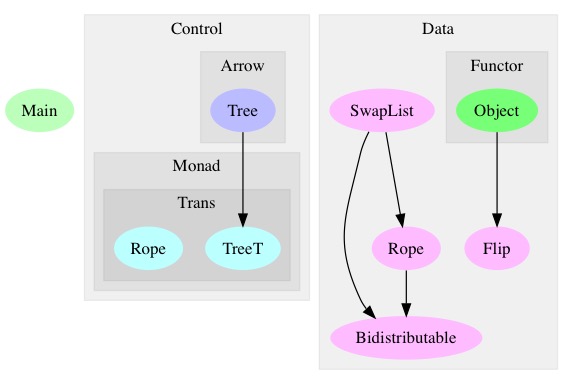 Control
Data
Arrow
Functor
Main
Tree
SwapList
Object
Monad
Trans
Rope
TreeT
Rope
Flip
Bidistributable